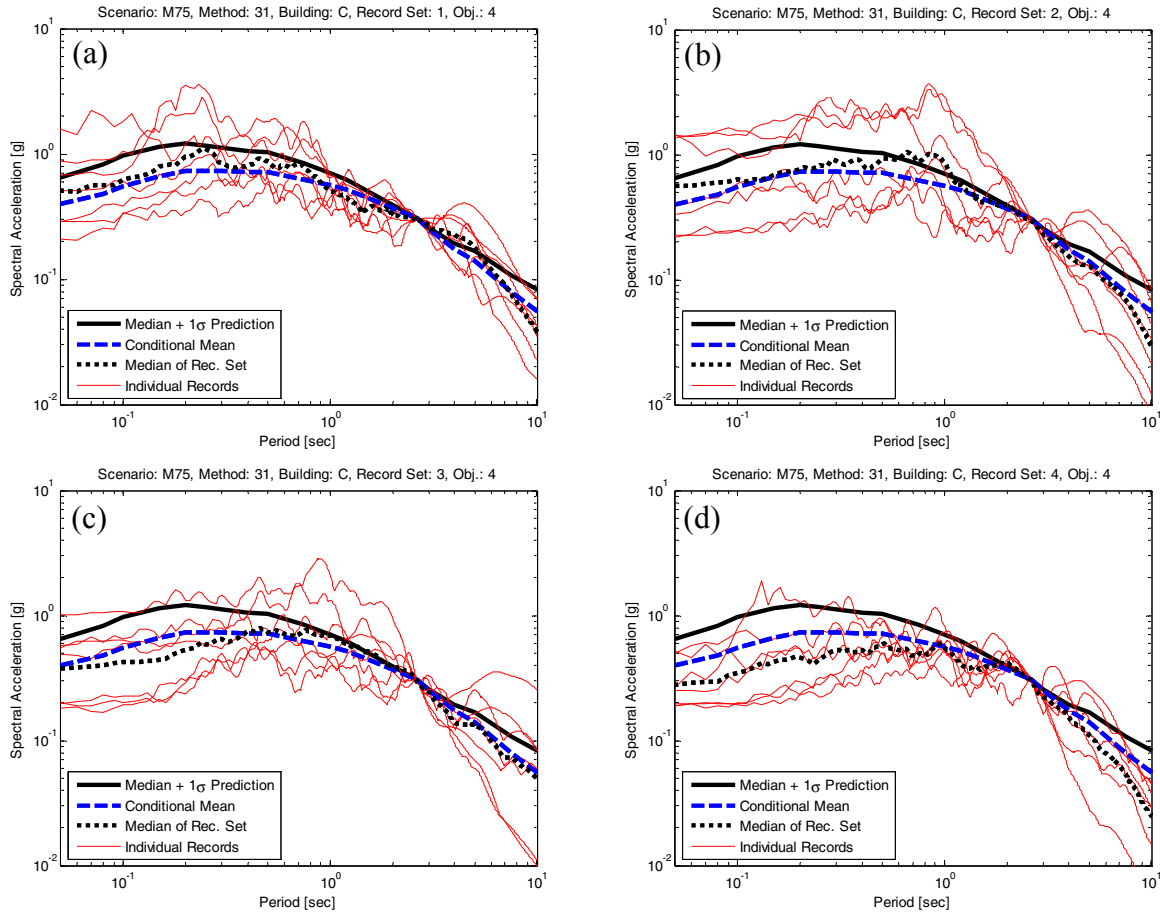 Scenario: M75, Method: 31, Building: C, Record Set: 1, Obj.: 4
(a)
10^1
10^0
10^-1
10^-2
Spectral Acceleration [g]
Median + 1σ Prediction
Conditional Mean
Median of Rec. Set
Individual Records
10^-1
10^0
10^1
Period [sec]
Scenario: M75, Method: 31, Building: C, Record Set: 2, Obj.: 4
(b)
10^1
10^0
10^-1
10^-2
Spectral Acceleration [g]
Median + 1σ Prediction
Conditional Mean
Median of Rec. Set
Individual Records
10^-1
10^0
10^1
Period [sec]
Scenario: M75, Method: 31, Building: C, Record Set: 3, Obj.: 4
(c)
10^1
10^0
10^-1
10^-2
Spectral Acceleration [g]
Median + 1σ Prediction
Conditional Mean
Median of Rec. Set
Individual Records
10^-1
10^0
10^1
Period [sec]
Scenario: M75, Method: 31, Building: C, Record Set: 4, Obj.: 4
(d)
10^1
10^0
10^-1
10^-2
Spectral Acceleration [g]
Median + 1σ Prediction
Conditional Mean
Median of Rec. Set
Individual Records
10^-1
10^0
10^1
Period [sec]